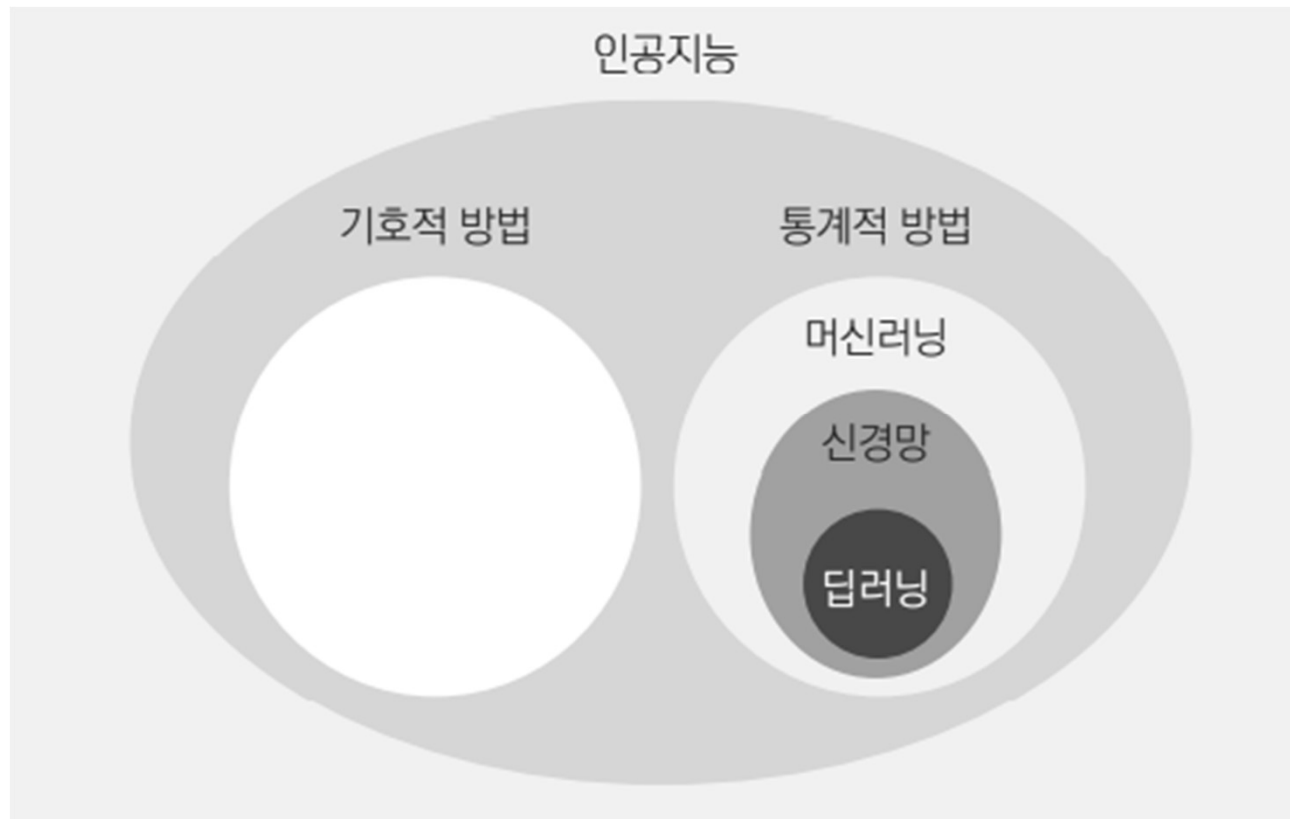 인공지능
기호적 방법
통계적 방법
머신러닝
신경망
딥러닝